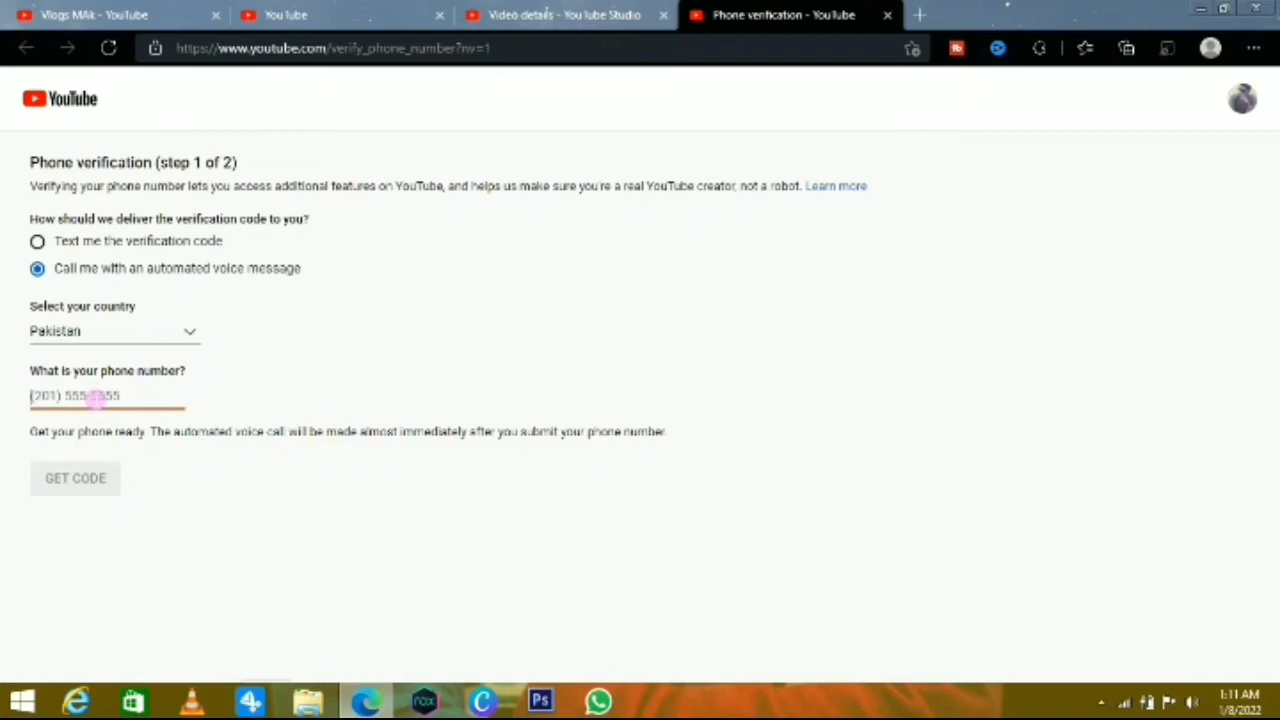 Vlogs MAk - YouTube
YouTube
Video details - YouTube Studio
Phone verification - YouTube
https://www.youtube.com/verify_phone_number?nv=1
YouTube
Phone verification (step 1 of 2)
Verifying your phone number lets you access additional features on YouTube, and helps us make sure you're a real YouTube creator, not a robot. Learn more
How should we deliver the verification code to you?
Text me the verification code
Call me with an automated voice message
Select your country
Pakistan
What is your phone number?
(201) 555-5555
Get your phone ready. The automated voice call will be made almost immediately after you submit your phone number.
GET CODE
nox
Ps
1:11 AM
1/8/2022